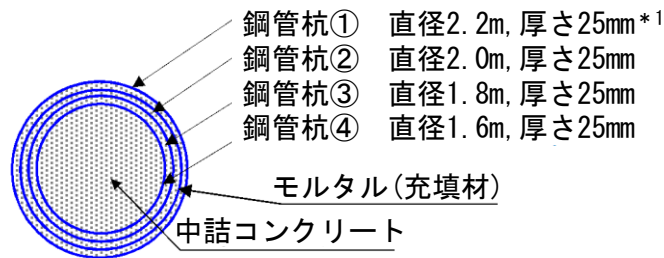 鋼管杭① 直径2.2m,厚さ25mm*1
鋼管杭② 直径2.0m,厚さ25mm
鋼管杭③ 直径1.8m,厚さ25mm
鋼管杭④ 直径1.6m,厚さ25mm
モルタル(充填材)
中詰コンクリート